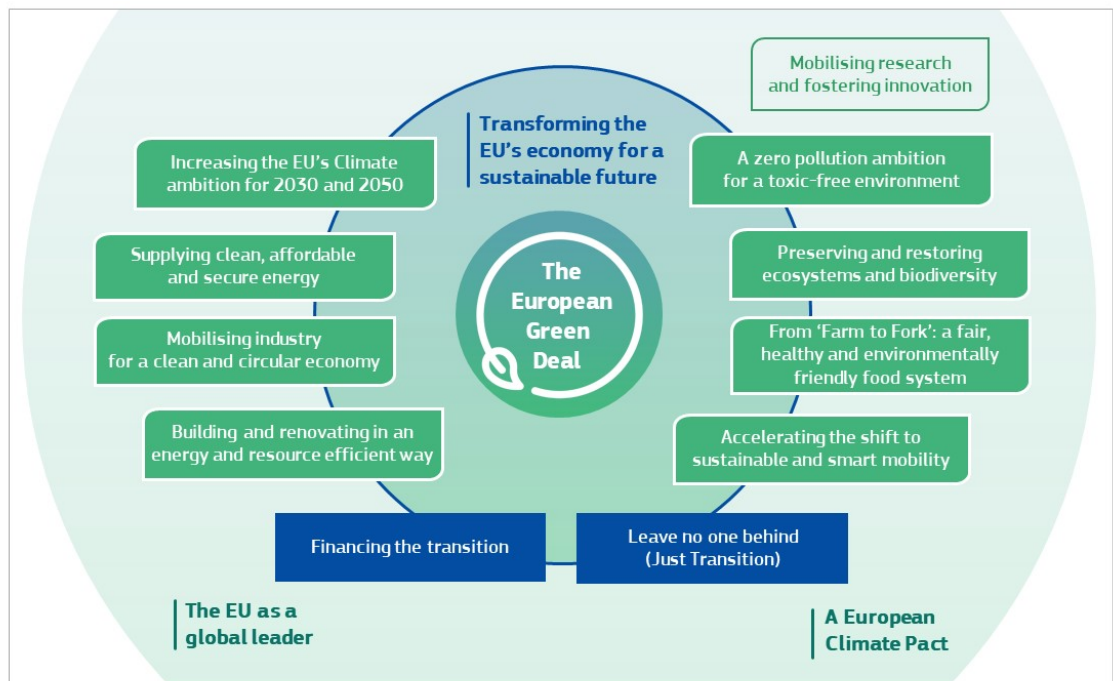 Mobilising research
and fostering innovation
Transforming the
EU's economy for a
sustainable future
Increasing the EU's Climate
ambition for 2030 and 2050
A zero pollution ambition
for a toxic-free environment
Supplying clean, affordable
and secure energy
Preserving and restoring
ecosystems and biodiversity
The
European
Green
Deal
Mobilising industry
for a clean and circular economy
From ‘Farm to Fork’: a fair,
healthy and environmentally
friendly food system
Building and renovating in an
energy and resource efficient way
Accelerating the shift to
sustainable and smart mobility
Financing the transition
Leave no one behind
(Just Transition)
The EU as a
global leader
A European
Climate Pact